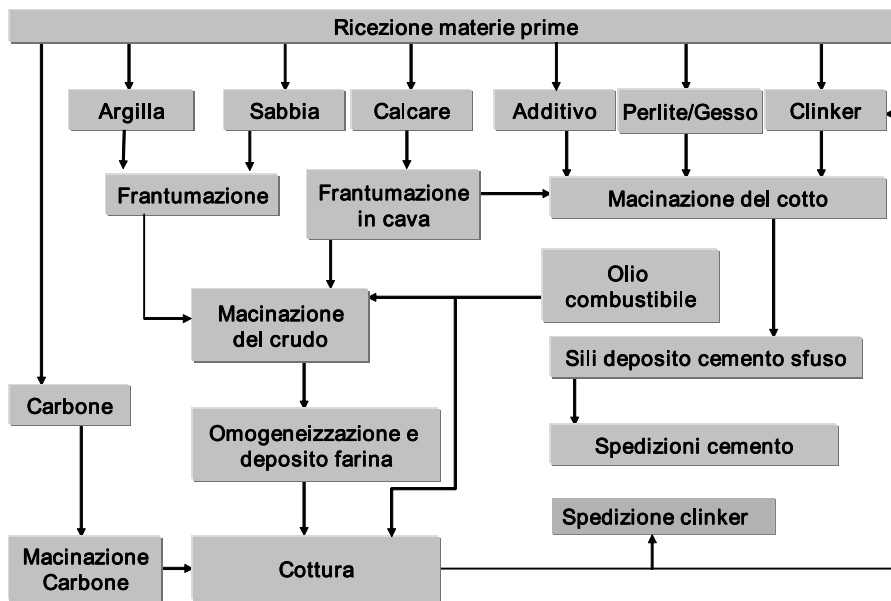 Ricezione materie prime
Argilla
Sabbia
Calcare
Additivo
Perlite/Gesso
Clinker
Frantumazione
Frantumazione
in cava
Macinazione del cotto
Olio
combustibile
Macinazione
del crudo
Sili deposito cemento sfuso
Carbone
Omogeneizzazione e
deposito farina
Spedizioni cemento
Spedizione clinker
Macinazione
Carbone
Cottura